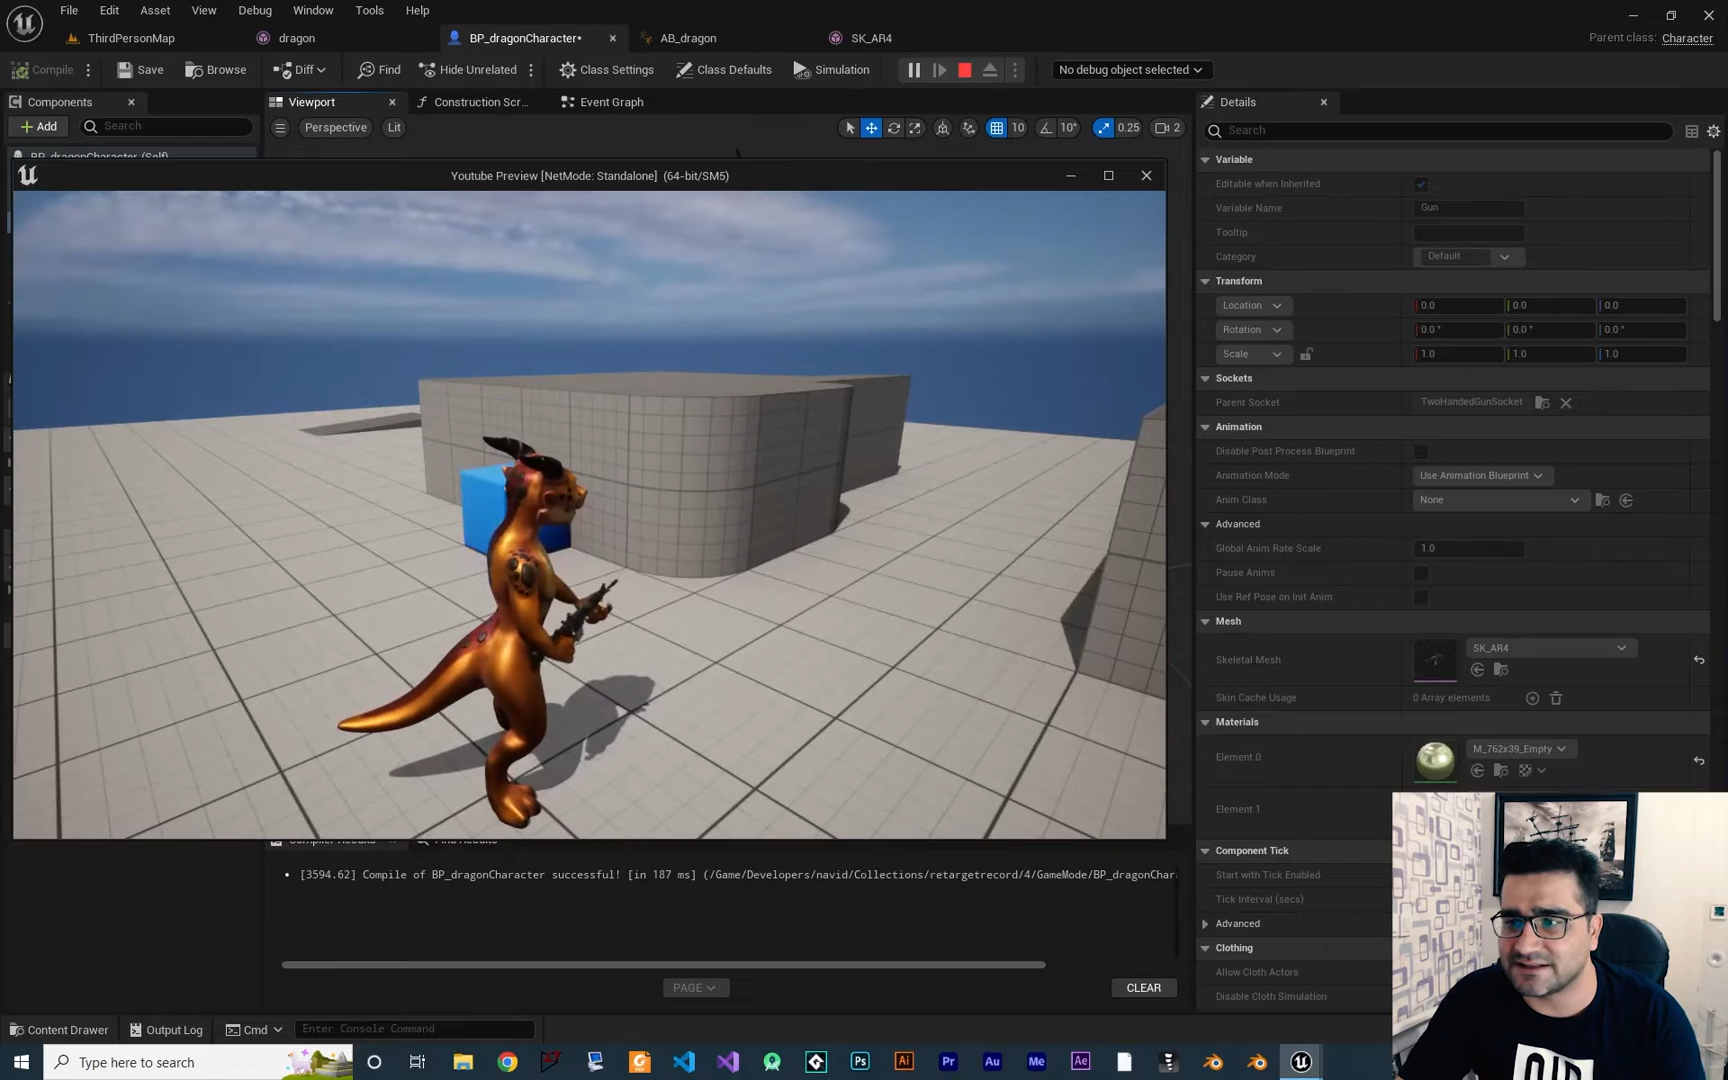 File Edit Asset View Debug Window Tools Help
ThirdPersonMap dragon BP_dragonCharacter* AB_dragon SK_AR4
Parent class: Character
Compile Save Browse Diff Find Hide Unrelated Class Settings Class Defaults Simulation No debug object selected
Components Viewport Construction Scr... Event Graph Details
Add Search Perspective Lit 10 10° 0.25 2 Search
BP_dragonCharacter (Self)
Youtube Preview [NetMode: Standalone] (64-bit/SM5)
Variable
Editable when Inherited
Variable Name Gun
Tooltip
Category Default
Transform
Location 0.0 0.0 0.0
Rotation 0.0 ° 0.0 ° 0.0 °
Scale 1.0 1.0 1.0
Sockets
Parent Socket TwoHandedGunSocket
Animation
Disable Post Process Blueprint
Animation Mode Use Animation Blueprint
Anim Class None
Advanced
Global Anim Rate Scale 1.0
Pause Anims
Use Ref Pose on Init Anim
Mesh
Skeletal Mesh SK_AR4
Skin Cache Usage 0 Array elements
Materials
Element 0 M_762x39_Empty
Element 1
Component Tick
Start with Tick Enabled
Tick Interval (secs)
Advanced
Clothing
Allow Cloth Actors
Disable Cloth Simulation
[3594.62] Compile of BP_dragonCharacter successful! [in 187 ms] (/Game/Developers/navid/Collections/retargetrecord/4/GameMode/BP_dragonChar
PAGE CLEAR
Content Drawer Output Log Cmd Enter Console Command
Type here to search Ps Ai Pr Au Me Ae